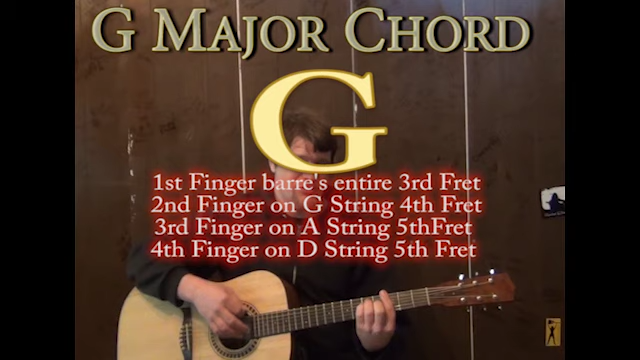 G Major Chord
G
1st Finger barre's entire 3rd Fret
2nd Finger on G String 4th Fret
3rd Finger on A String 5thFret
4th Finger on D String 5th Fret